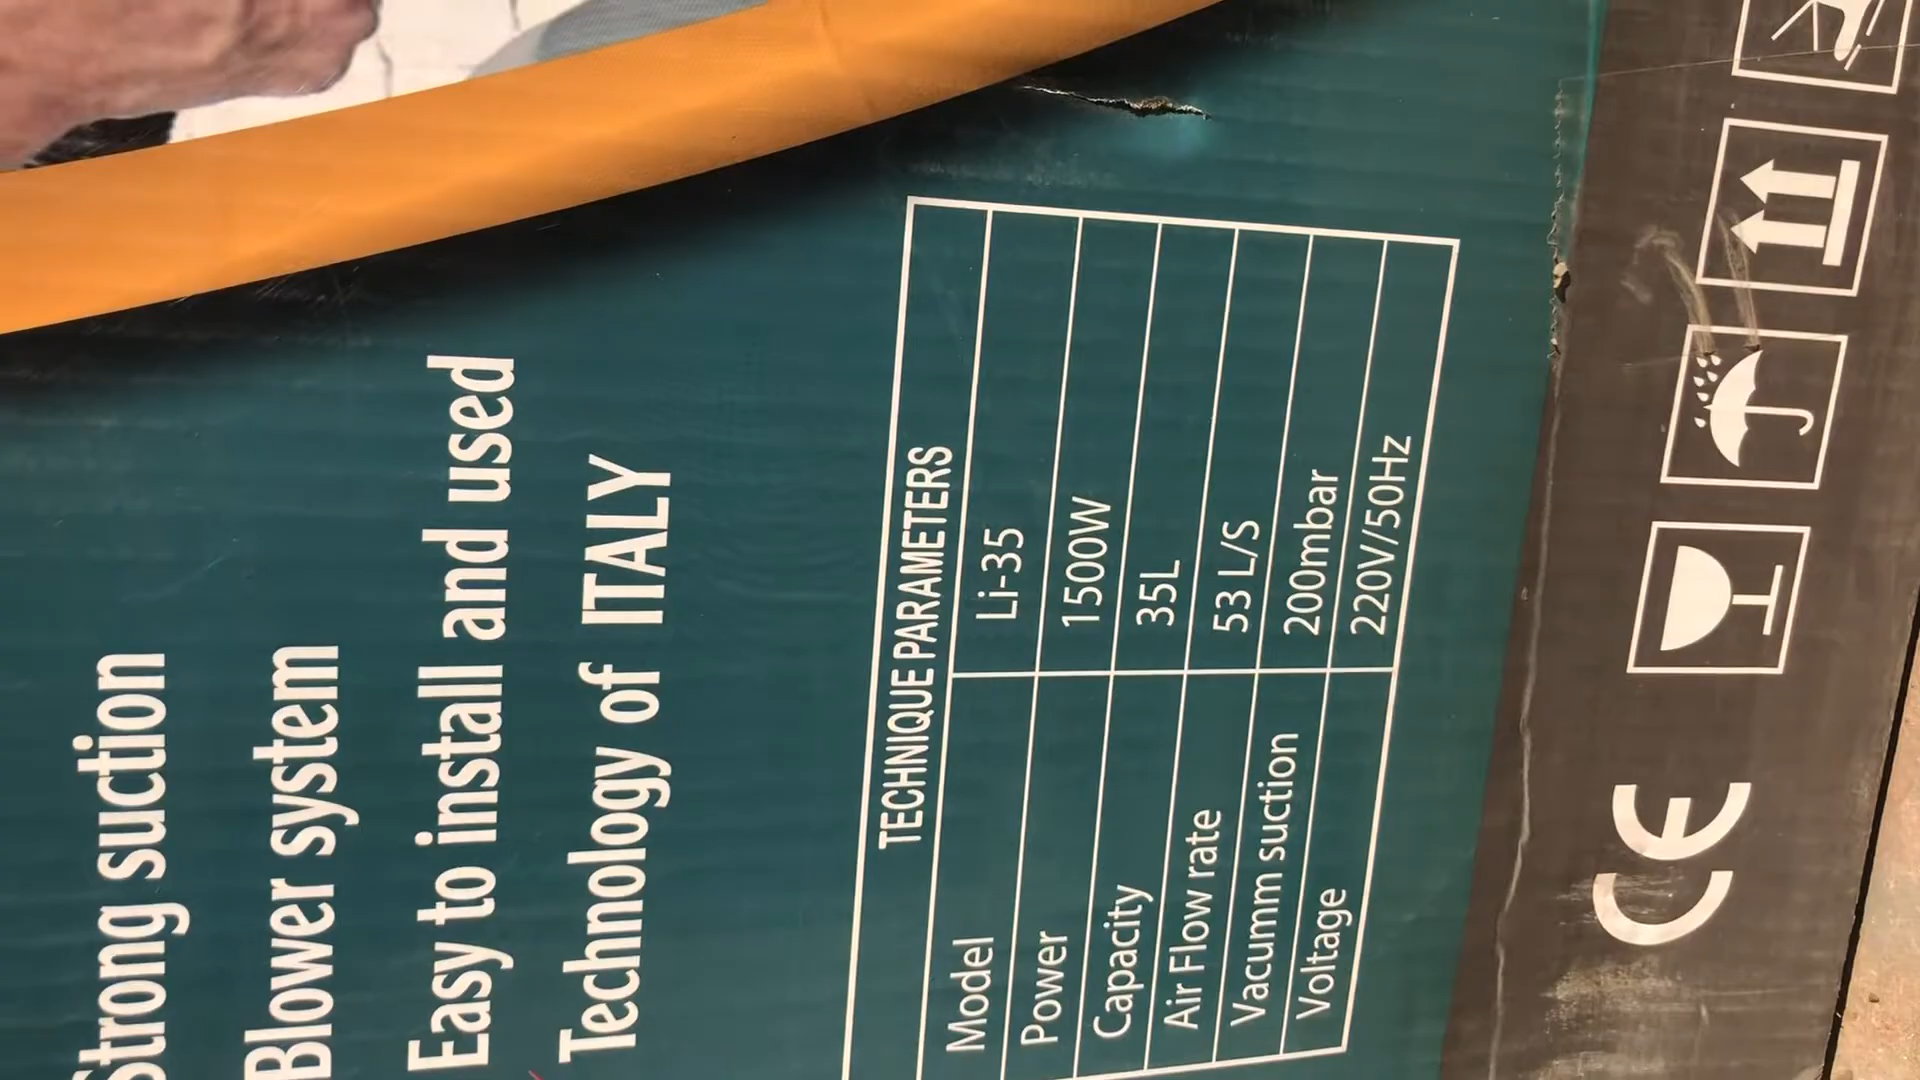 Strong suction
Blower system
Easy to install and used
Technology of ITALY
TECHNIQUE PARAMETERS
Model Li-35
Power 1500W
Capacity 35L
Air Flow rate 53 L/S
Vacumm suction 200mbar
Voltage 220V/50Hz
CE